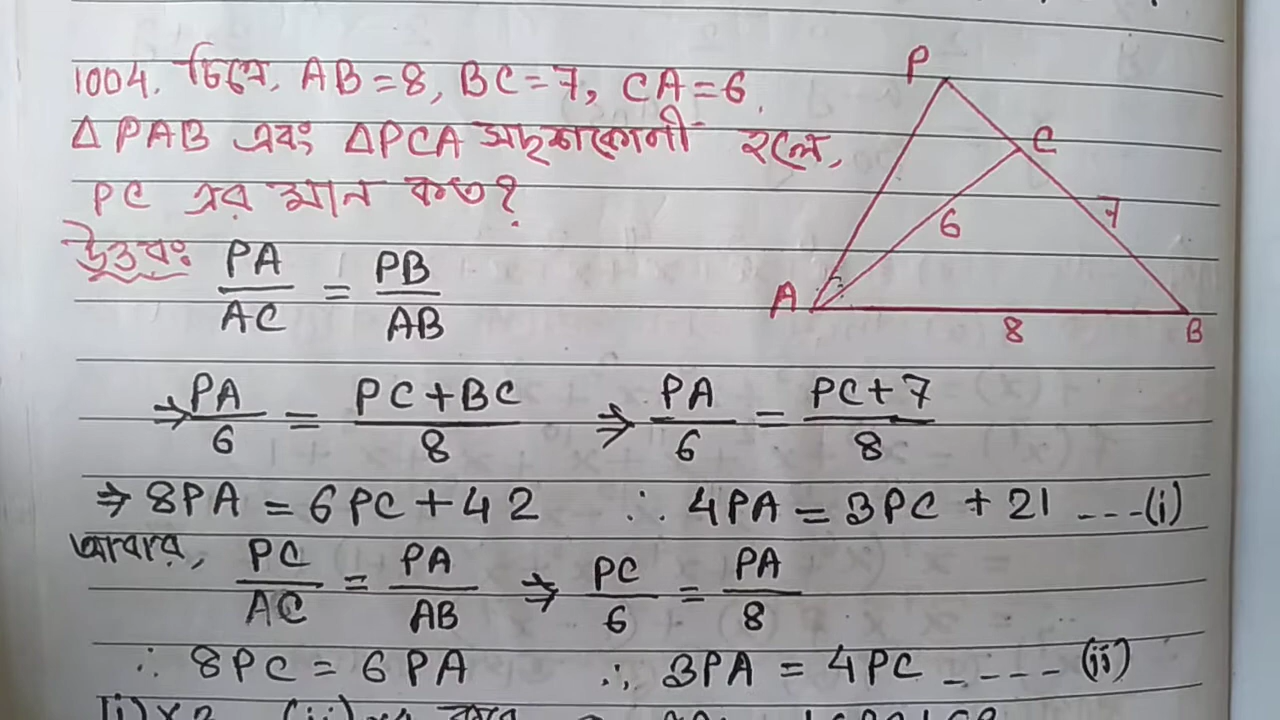 1004. চিত্রে, AB=8, BC=7, CA=6.
Δ PAB এবং ΔPCA সদৃশকোনী হলে,
PC এর মান কত?
উত্তরঃ PA/AC = PB/AB
⇒ PA/6 = PC+BC/8 ⇒ PA/6 = PC+7/8
⇒ 8PA = 6PC+42 ∴ 4PA = 3PC + 21 ---(i)
আবার, PC/AC = PA/AB ⇒ PC/6 = PA/8
∴ 8PC = 6PA ∴ 3PA = 4PC ----(ii)
P
C
6
7
A
8
B